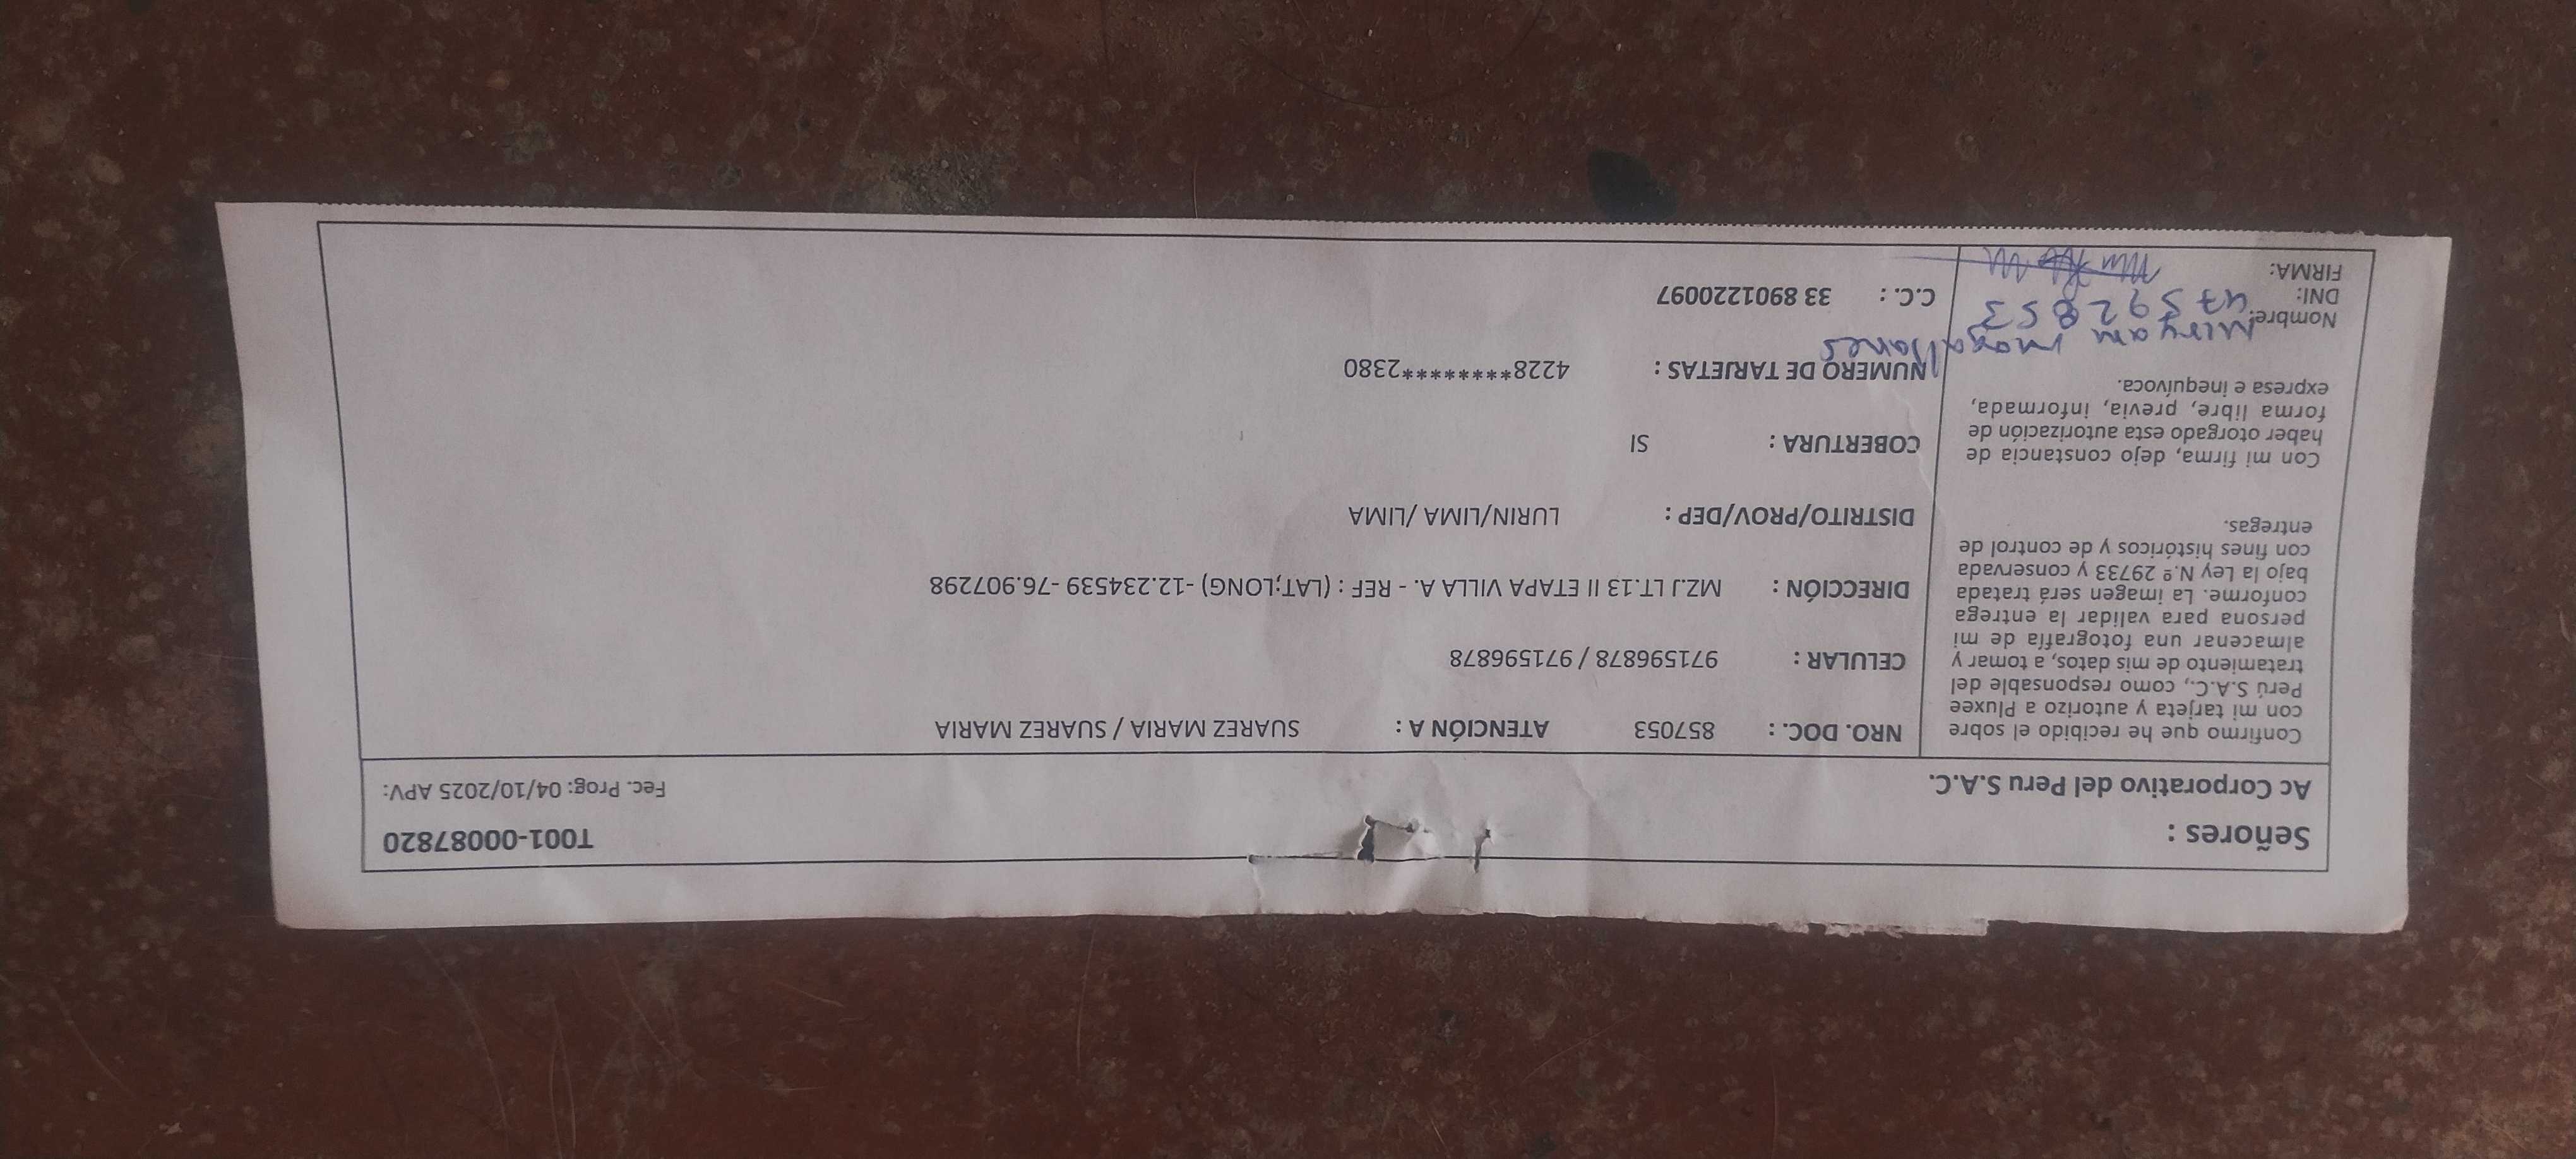 Señores :
T001-00087820
Ac Corporativo del Peru S.A.C.
Fec. Prog: 04/10/2025 APV:
Confirmo que he recibido el sobre
con mi tarjeta y autorizo a Pluxee
Perú S.A.C., como responsable del
tratamiento de mis datos, a tomar y
almacenar una fotografía de mi
persona para validar la entrega
conforme. La imagen será tratada
bajo la Ley N.º 29733 y conservada
con fines históricos y de control de
entregas.
Con mi firma, dejo constancia de
haber otorgado esta autorización de
forma libre, previa, informada,
expresa e inequívoca.
Nombre: Miryam magallanes
DNI: 47592853
FIRMA:
NRO. DOC. : 857053 ATENCIÓN A : SUAREZ MARIA / SUAREZ MARIA
CELULAR : 971596878 / 971596878
DIRECCIÓN : MZ.J LT.13 II ETAPA VILLA A. - REF : (LAT;LONG) -12.234539 -76.907298
DISTRITO/PROV/DEP : LURIN/LIMA /LIMA
COBERTURA : SI
NUMERO DE TARJETAS : 4228*********2380
C.C. : 33 8901220097